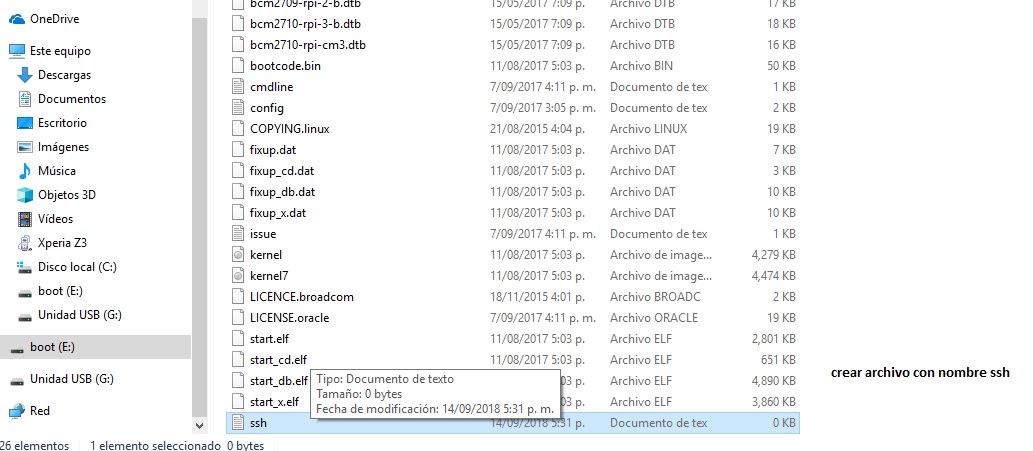 OneDrive
Este equipo
Descargas
Documentos
Escritorio
Imágenes
Música
Objetos 3D
Vídeos
Xperia Z3
Disco local (C:)
boot (E:)
Unidad USB (G:)
boot (E:)
Unidad USB (G:)
Red
bcm2709-rpi-2-b.dtb 15/05/2017 7:09 p. Archivo DTB 17 KB
bcm2710-rpi-3-b.dtb 15/05/2017 7:09 p. Archivo DTB 18 KB
bcm2710-rpi-cm3.dtb 15/05/2017 7:09 p. Archivo DTB 16 KB
bootcode.bin 11/08/2017 5:03 p. Archivo BIN 50 KB
cmdline 7/09/2017 4:11 p. m. Documento de tex 1 KB
config 7/09/2017 3:05 p. m. Documento de tex 2 KB
COPYING.linux 21/08/2015 4:04 p. Archivo LINUX 19 KB
fixup.dat 11/08/2017 5:03 p. Archivo DAT 7 KB
fixup_cd.dat 11/08/2017 5:03 p. Archivo DAT 3 KB
fixup_db.dat 11/08/2017 5:03 p. Archivo DAT 10 KB
fixup_x.dat 11/08/2017 5:03 p. Archivo DAT 10 KB
issue 7/09/2017 4:11 p. m. Documento de tex 1 KB
kernel 11/08/2017 5:03 p. Archivo de image... 4,279 KB
kernel7 11/08/2017 5:03 p. Archivo de image... 4,474 KB
LICENCE.broadcom 18/11/2015 4:01 p. Archivo BROADC 2 KB
LICENSE.oracle 7/09/2017 4:11 p. m. Archivo ORACLE 19 KB
start.elf 11/08/2017 5:03 p. Archivo ELF 2,801 KB
start_cd.elf 11/08/2017 5:03 p. Archivo ELF 651 KB
start_db.elf 5:03 p. Archivo ELF 4,890 KB
start_x.elf 5:03 p. Archivo ELF 3,860 KB
ssh 14/09/2018 5:31 p. Documento de tex 0 KB
Tipo: Documento de texto
Tamaño: 0 bytes
Fecha de modificación: 14/09/2018 5:31 p. m.
crear archivo con nombre ssh
26 elementos 1 elemento seleccionado 0 bytes